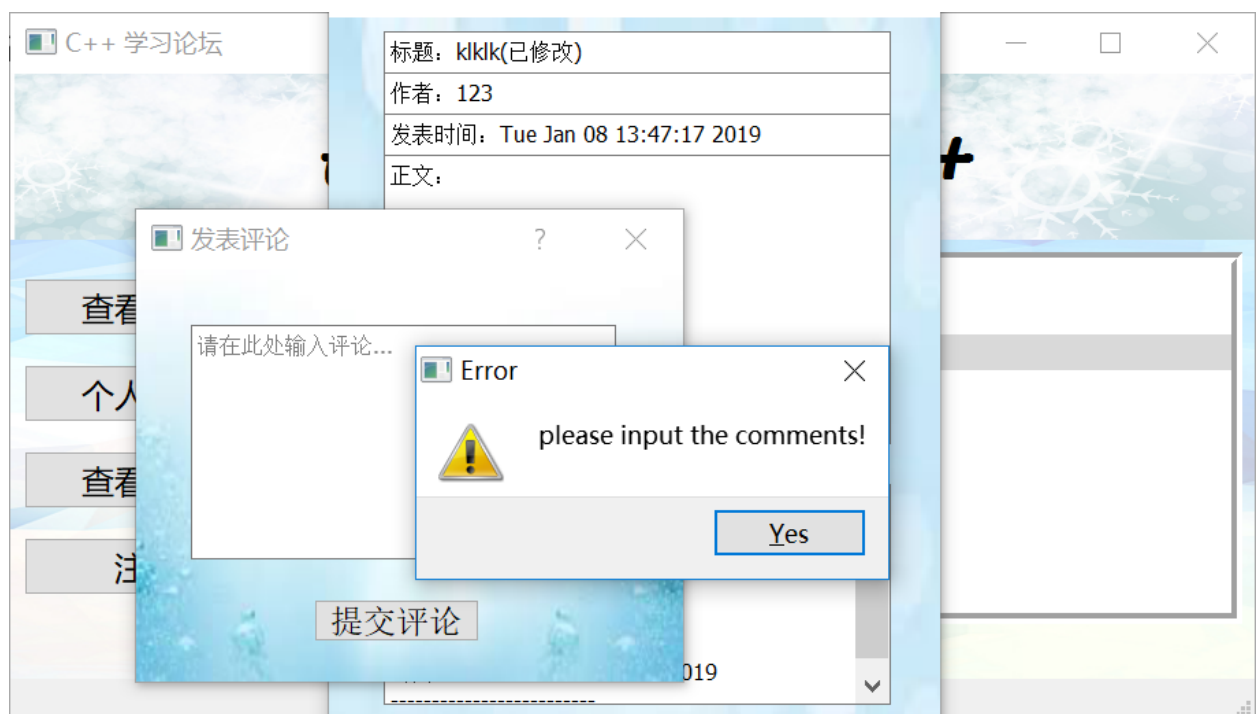 C++ 学习论坛
标题：klklk(已修改)
作者：123
发表时间：Tue Jan 08 13:47:17 2019
正文：
+
发表评论
?
查看
个人
查看
请在此处输入评论...
Error
please input the comments!
Yes
提交评论
019
------------------------